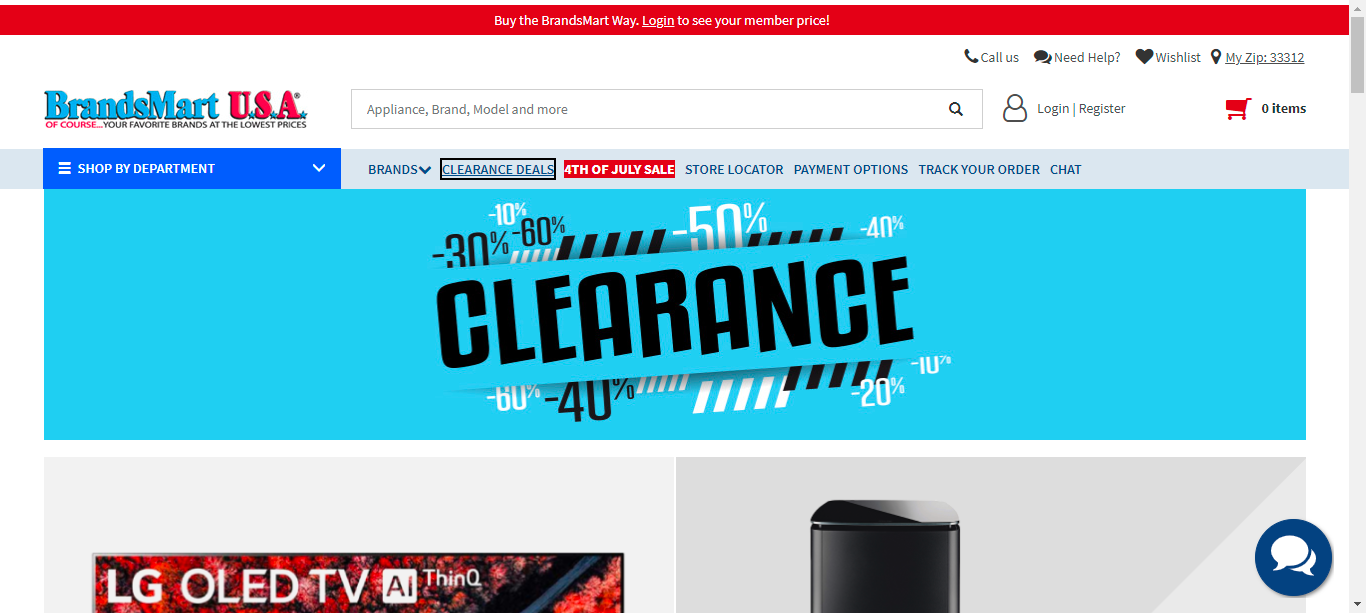 Buy the BrandsMart Way. Login to see your member price!
Call us Need Help? Wishlist My Zip: 33312
BrandsMart U.S.A.®
OF COURSE...YOUR FAVORITE BRANDS AT THE LOWEST PRICES
Appliance, Brand, Model and more
Login | Register
0 items
SHOP BY DEPARTMENT
BRANDS CLEARANCE DEALS 4TH OF JULY SALE STORE LOCATOR PAYMENT OPTIONS TRACK YOUR ORDER CHAT
-10%
-30% -60% -50% -40%
CLEARANCE
-10%
-60% -40% -20%
LG OLED TV AI ThinQ